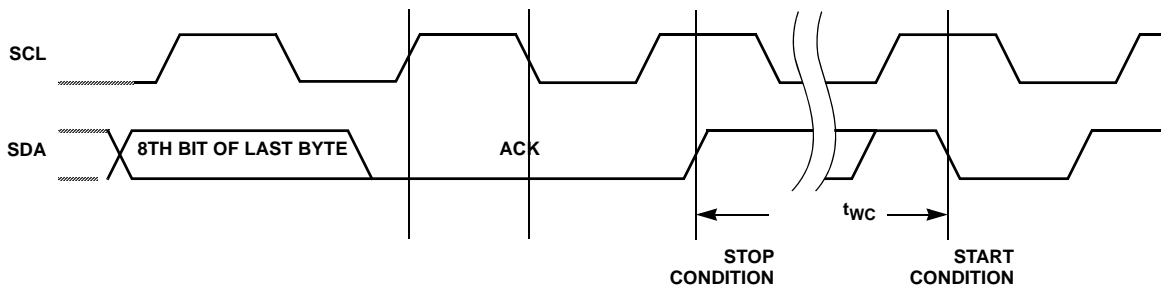 SCL
SDA
8TH BIT OF LAST BYTE
ACK
tWC
STOP
CONDITION
START
CONDITION